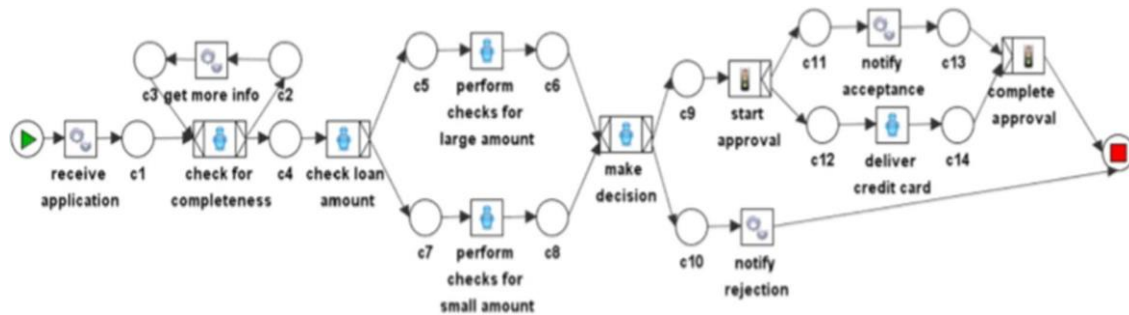 c3 get more info c2
receive
application
c1
check for
completeness
c4
check loan
amount
c5
perform
checks for
large amount
c6
c7
perform
checks for
small amount
c8
make
decision
c9
start
approval
c11
notify
acceptance
c13
c12
deliver
credit card
c14
complete
approval
c10
notify
rejection